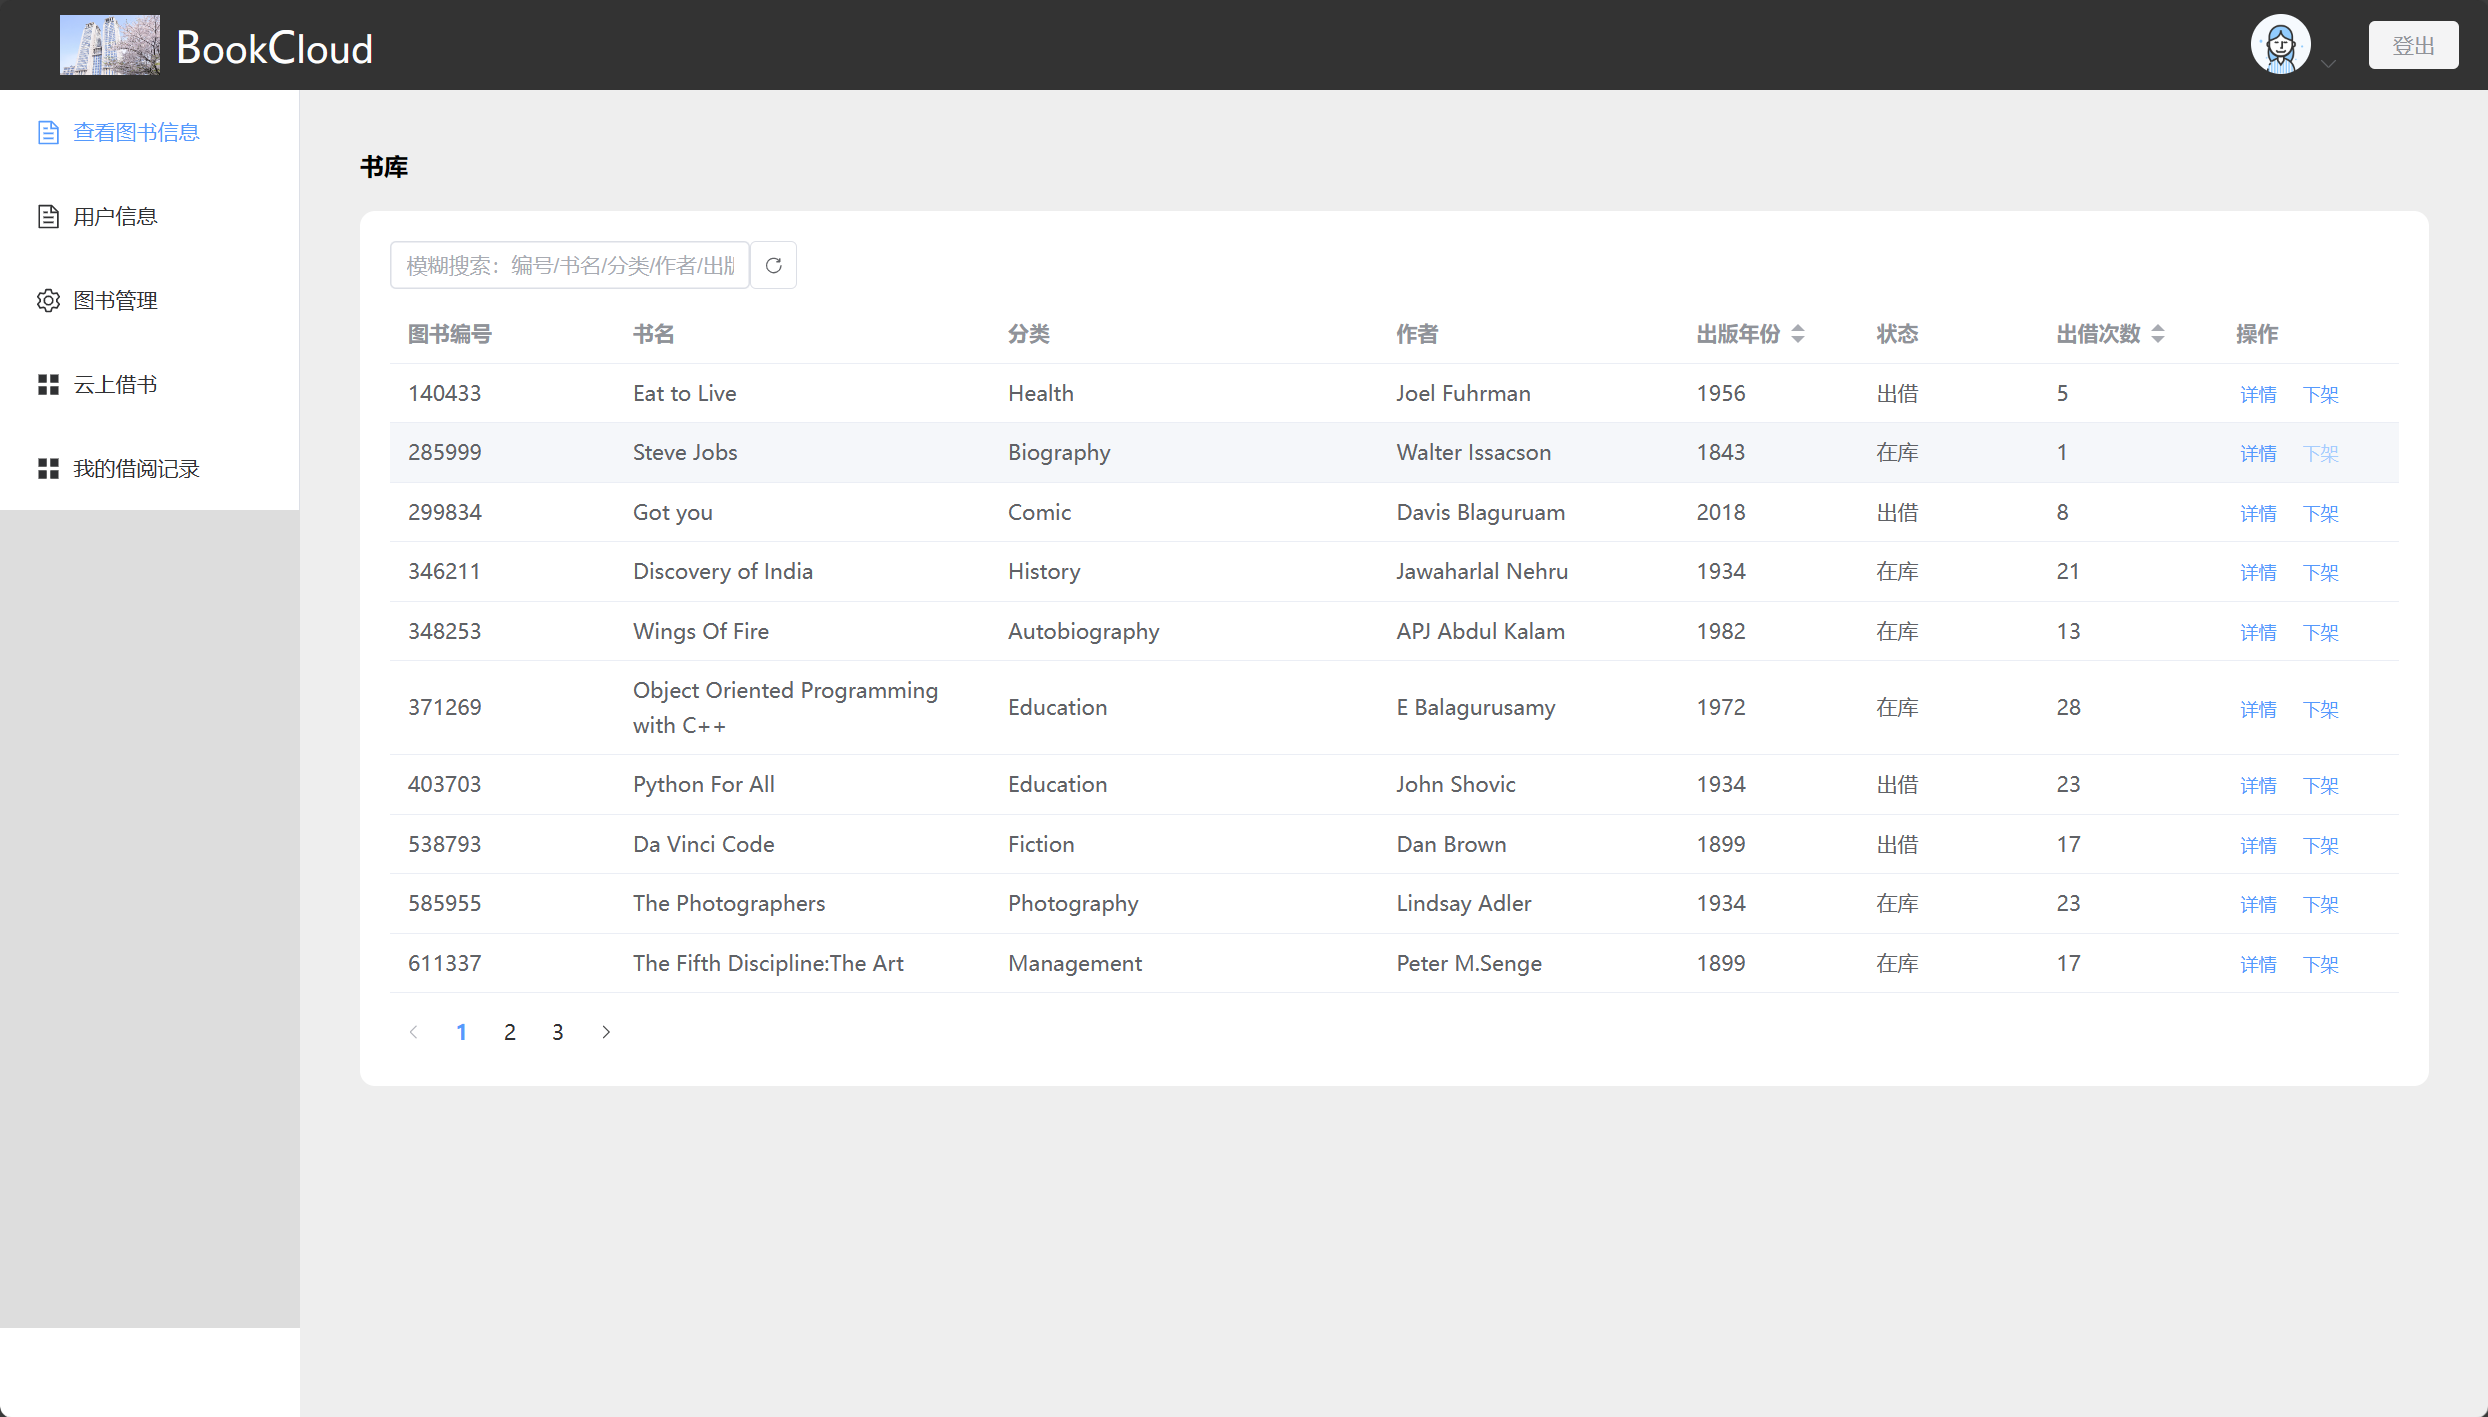 BookCloud
登出
查看图书信息
用户信息
图书管理
云上借书
我的借阅记录
书库
模糊搜索：编号/书名/分类/作者/出版
图书编号 书名 分类 作者 出版年份 状态 出借次数 操作
140433 Eat to Live Health Joel Fuhrman 1956 出借 5 详情 下架
285999 Steve Jobs Biography Walter Issacson 1843 在库 1 详情 下架
299834 Got you Comic Davis Blaguruam 2018 出借 8 详情 下架
346211 Discovery of India History Jawaharlal Nehru 1934 在库 21 详情 下架
348253 Wings Of Fire Autobiography APJ Abdul Kalam 1982 在库 13 详情 下架
371269 Object Oriented Programming
with C++ Education E Balagurusamy 1972 在库 28 详情 下架
403703 Python For All Education John Shovic 1934 出借 23 详情 下架
538793 Da Vinci Code Fiction Dan Brown 1899 出借 17 详情 下架
585955 The Photographers Photography Lindsay Adler 1934 在库 23 详情 下架
611337 The Fifth Discipline:The Art Management Peter M.Senge 1899 在库 17 详情 下架
1 2 3